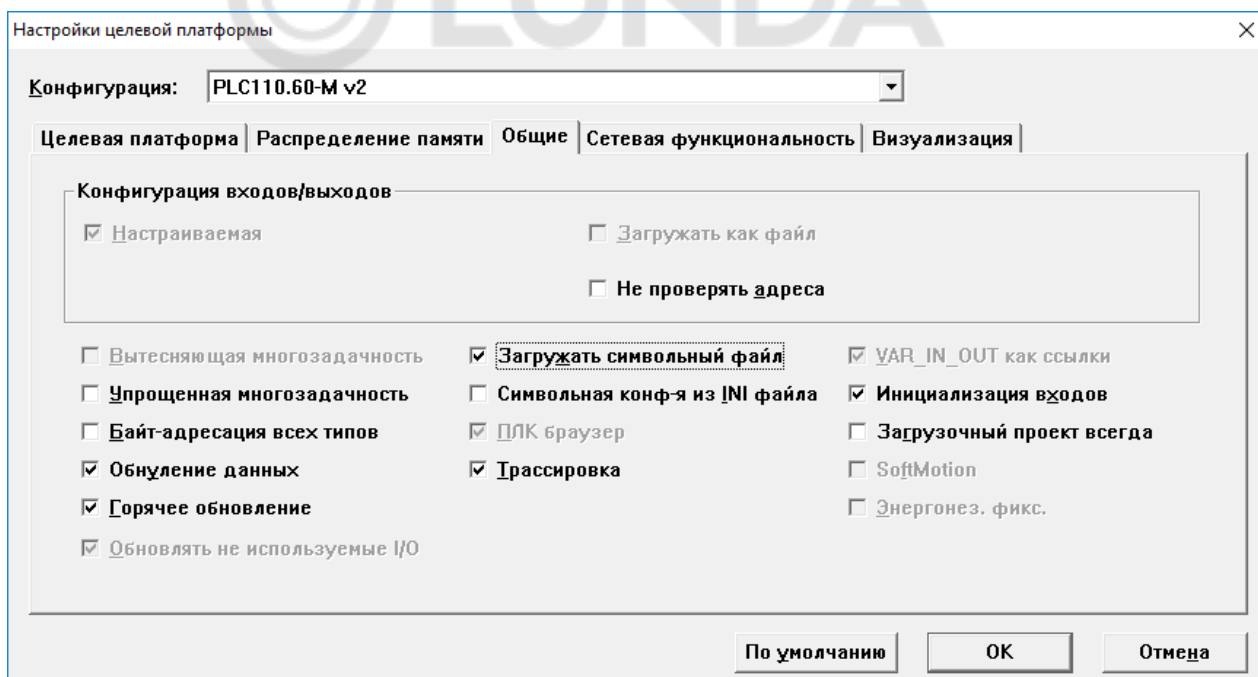 LUNDA
Настройки целевой платформы
Конфигурация: PLC110.60-M v2
Целевая платформа Распределение памяти Общие Сетевая функциональность Визуализация
Конфигурация входов/выходов
Настраиваемая Загружать как файл
Не проверять адреса
Вытесняющая многозадачность Загружать символьный файл VAR_IN_OUT как ссылки
Упрощенная многозадачность Символьная конф-я из INI файла Инициализация входов
Байт-адресация всех типов ПЛК браузер Загрузочный проект всегда
Обнуление данных Трассировка SoftMotion
Горячее обновление Энергонез. фикс.
Обновлять не используемые I/O
По умолчанию OK Отмена